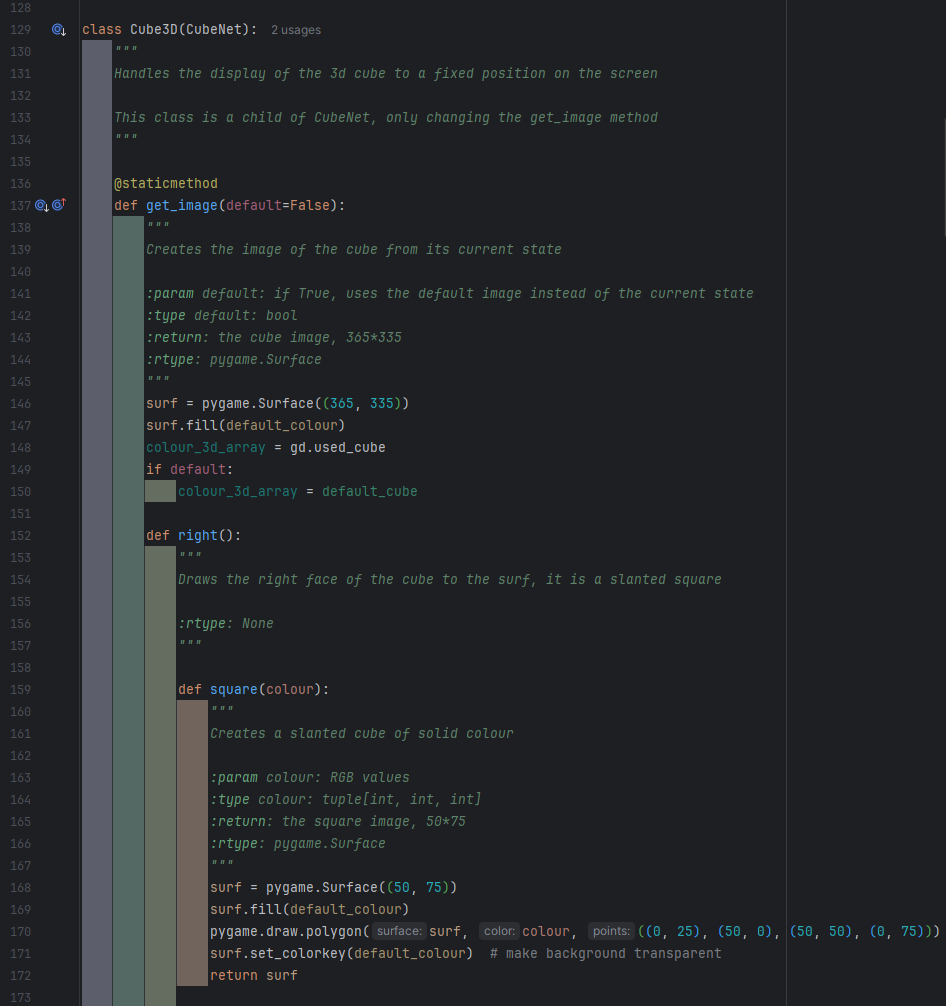 128
129 class Cube3D(CubeNet): 2 usages
130 """
131 Handles the display of the 3d cube to a fixed position on the screen
132
133 This class is a child of CubeNet, only changing the get_image method
134 """
135
136 @staticmethod
137 def get_image(default=False):
138 """
139 Creates the image of the cube from its current state
140
141 :param default: if True, uses the default image instead of the current state
142 :type default: bool
143 :return: the cube image, 365*335
144 :rtype: pygame.Surface
145 """
146 surf = pygame.Surface((365, 335))
147 surf.fill(default_colour)
148 colour_3d_array = gd.used_cube
149 if default:
150 colour_3d_array = default_cube
151
152 def right():
153 """
154 Draws the right face of the cube to the surf, it is a slanted square
155
156 :rtype: None
157 """
158
159 def square(colour):
160 """
161 Creates a slanted cube of solid colour
162
163 :param colour: RGB values
164 :type colour: tuple[int, int, int]
165 :return: the square image, 50*75
166 :rtype: pygame.Surface
167 """
168 surf = pygame.Surface((50, 75))
169 surf.fill(default_colour)
170 pygame.draw.polygon( surface: surf, color: colour, points: ((0, 25), (50, 0), (50, 50), (0, 75)))
171 surf.set_colorkey(default_colour) # make background transparent
172 return surf
173